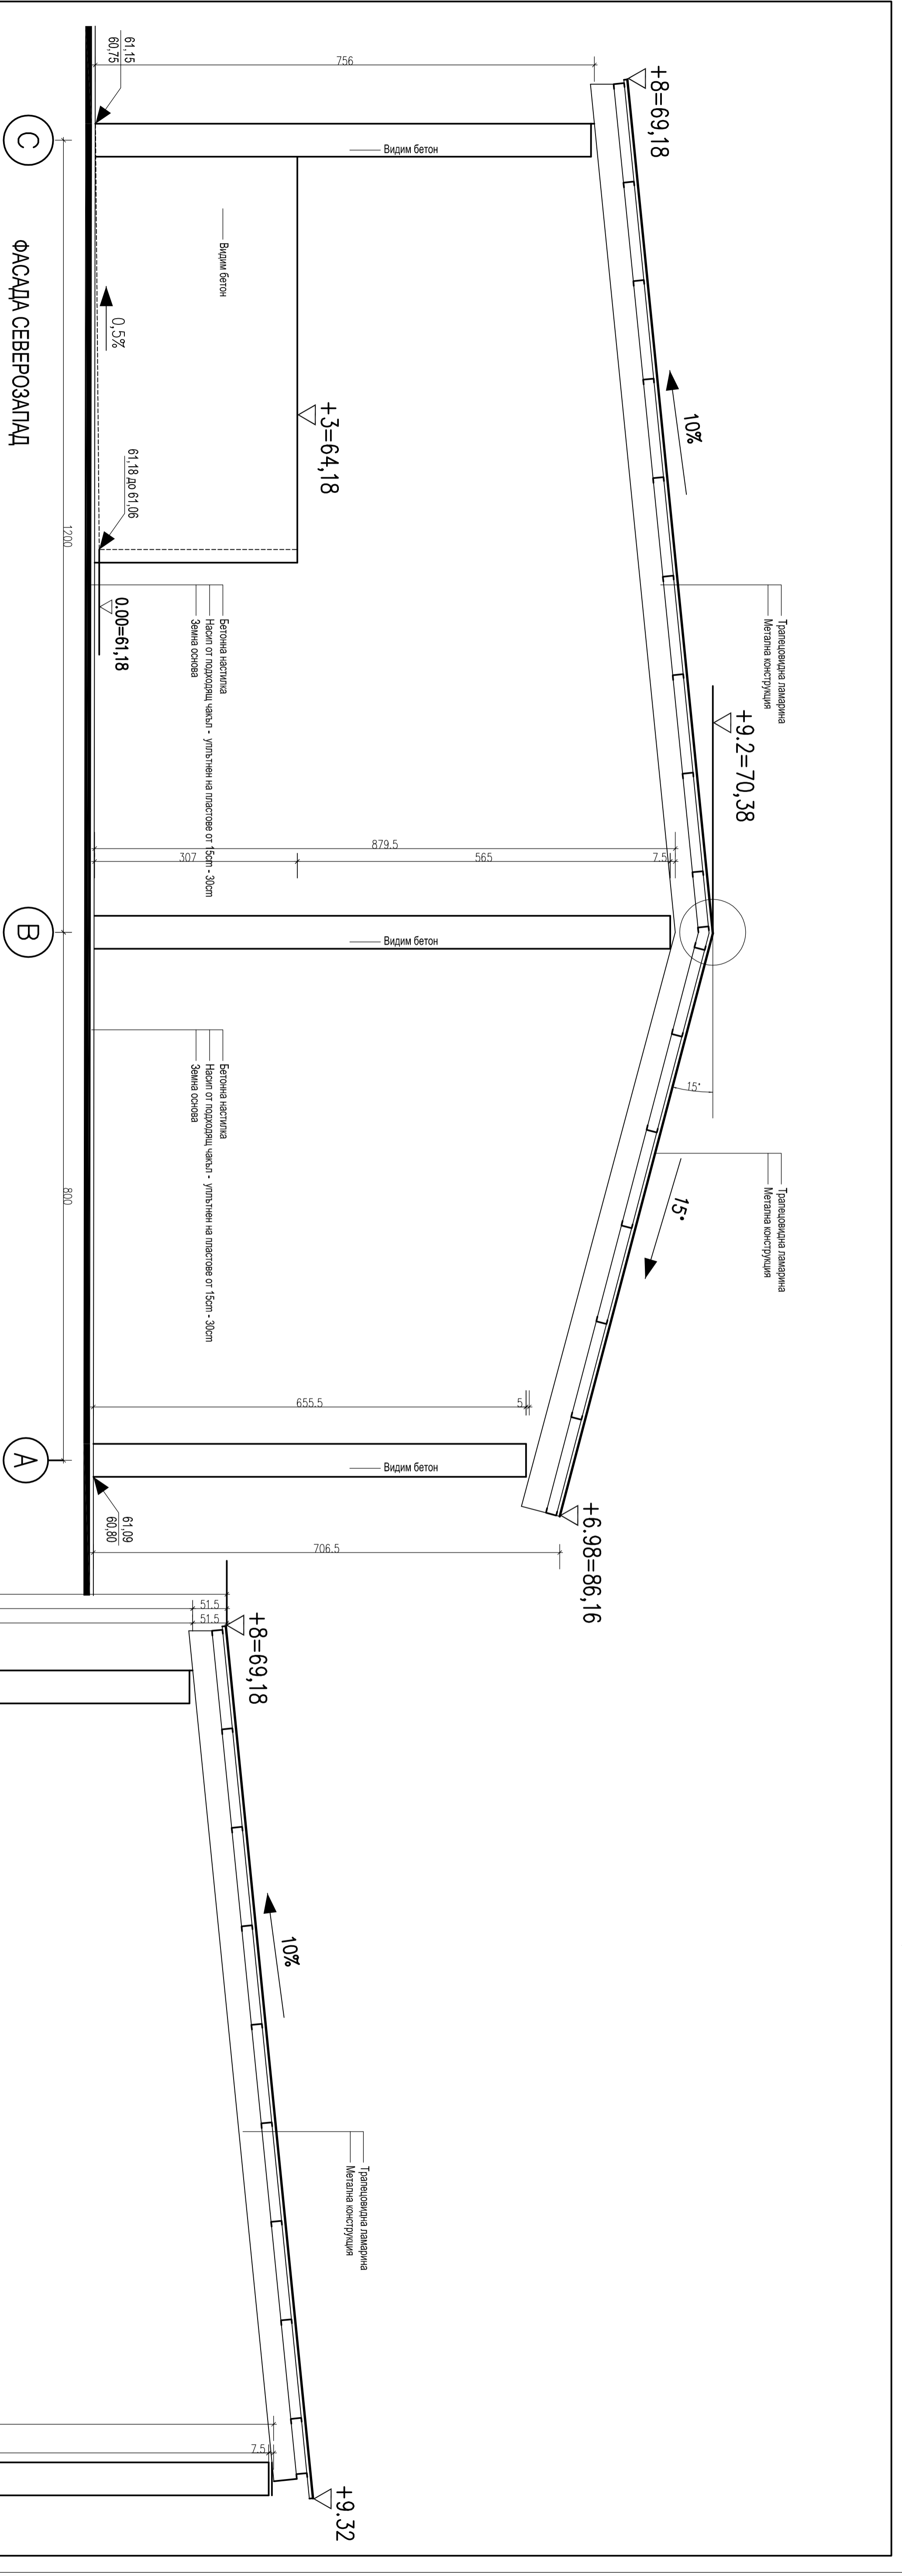 +8=69,18
10%
Трапецовидна ламарина
Метална конструкция
+9.2=70,38
15°
15°
Трапецовидна ламарина
Метална конструкция
+6.98=86,16
756
Видим бетон
Видим бетон
+3=64,18
0,5%
61,15
60,75
61,18 до 61,06
0.00=61,18
Бетонна настилка
Насип от подходящ чакъл - уплътнен на пластове от 15cm - 30cm
Земна основа
879.5
307
565
7.5
Видим бетон
Бетонна настилка
Насип от подходящ чакъл - уплътнен на пластове от 15cm - 30cm
Земна основа
655.5
5
Видим бетон
61,09
60,80
706.5
1200
800
C
B
A
ФАСАДА СЕВЕРОЗАПАД
51.5
51.5
+8=69,18
10%
Трапецовидна ламарина
Метална конструкция
7.5
+9.32